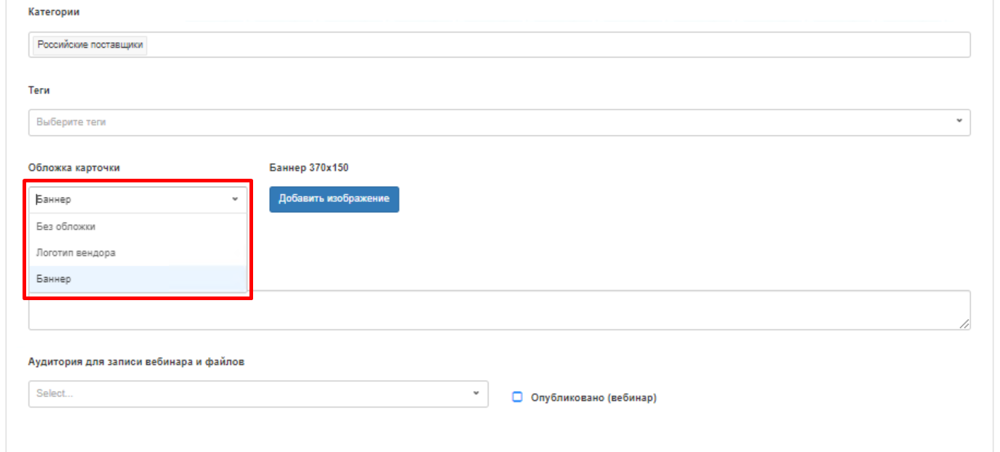 Категории
Российские поставщики
Теги
Выберите теги
Обложка карточки
Баннер 370x150
Баннер
Добавить изображение
Без обложки
Логотип вендора
Баннер
Аудитория для записи вебинара и файлов
Select...
Опубликовано (вебинар)